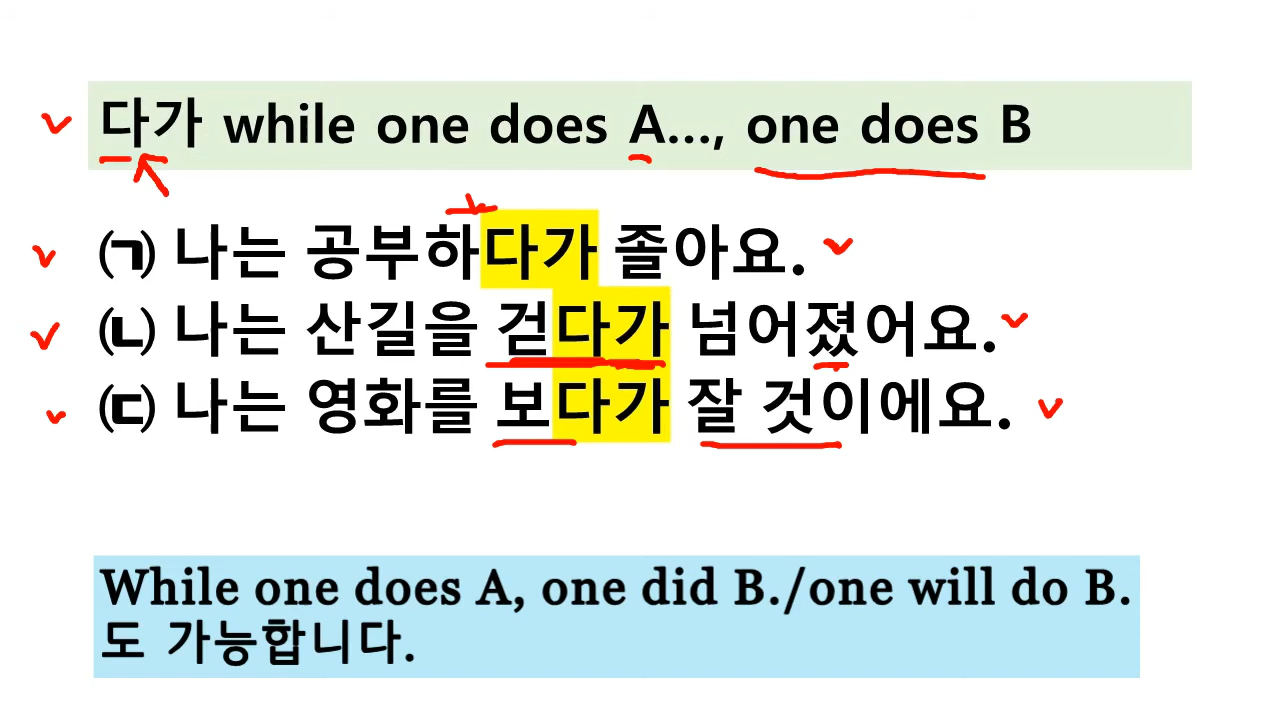 다가 while one does A..., one does B
(ㄱ) 나는 공부하다가 졸아요.
(ㄴ) 나는 산길을 걷다가 넘어졌어요.
(ㄷ) 나는 영화를 보다가 잘 것이에요.
While one does A, one did B./one will do B.
도 가능합니다.